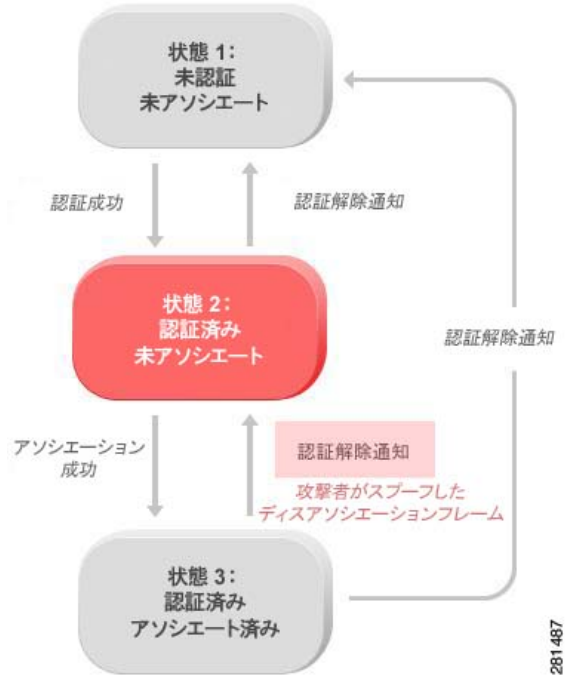 状態 1：
未認証
未アソシエート
認証成功
認証解除通知
状態 2：
認証済み
未アソシエート
認証解除通知
アソシエーション
成功
認証解除通知
攻撃者がスプーフした
ディスアソシエーションフレーム
状態 3：
認証済み
アソシエート済み
281487